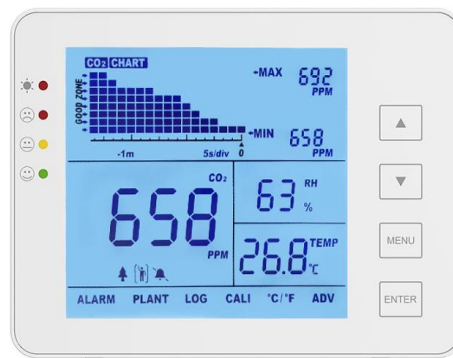 CO2 CHART
GOOD ZONE
MAX 692 PPM
MIN 658 PPM
-1m 5s/div 0
CO2
658 PPM
63 RH %
26.8 TEMP °C
ALARM PLANT LOG CALI °C/°F ADV
MENU
ENTER